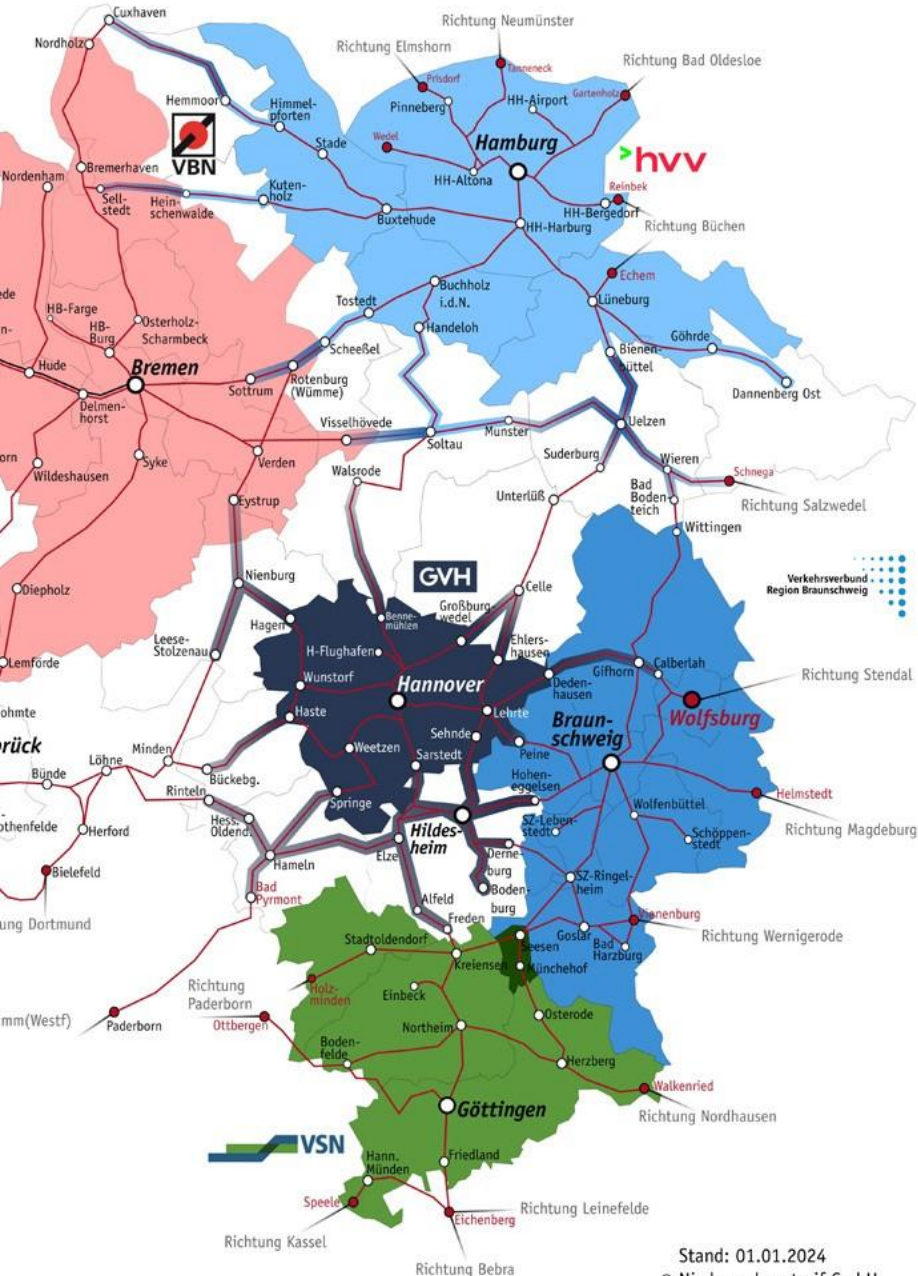 Cuxhaven
Nordholz
Richtung Neumünster
Richtung Elmshorn
Tanneck
Prisdorf
Richtung Bad Oldesloe
Pinneberg
HH-Airport
Gartenholz
Hemmoor
Himmel-
pforten
VBN
Wedel
Hamburg
Stade
hvv
Bremerhaven
Nordenham
HH-Altona
Sell-
stedt
Hein-
schenwalde
Kuten-
holz
Reinbek
Buxtehude
HH-Bergedorf
HH-Harburg
Richtung Büchen
Echem
Buchholz
i.d.N.
Lüneburg
Tostedt
HB-Farge
HB-
Burg
Osterholz-
Scharmbeck
Handeloh
Göhrde
Scheeßel
Bienen-
büttel
Hude
Bremen
Rotenburg
(Wümme)
Sottrum
Dannenberg Ost
Delmen-
horst
Visselhövede
Uelzen
Soltau
Munster
Wildeshausen
Syke
Verden
Walsrode
Suderburg
Wieren
Schnega
Bad
Boden-
teich
Unterlüß
Eystrup
Richtung Salzwedel
Wittingen
GVH
Nienburg
Verkehrsverbund
Region Braunschweig
Diepholz
Celle
Großburg-
wedel
Benne-
mühlen
Hagen
Leese-
Stolzenau
H-Flughafen
Ehlers-
hausen
Lemförde
Gifhorn
Calberlah
Wunstorf
Richtung Stendal
Hannover
Deden-
hausen
Haste
Lehrte
Braun-
schweig
Wolfsburg
ohmte
Sehnde
brück
Minden
Weetzen
Sarstedt
Peine
Löhne
Bünde
Bückebg.
Hohen-
eggelsen
Rinteln
Springe
Helmstedt
Wolfenbüttel
Hess.
Oldend.
othenfelde
Herford
Hildes-
heim
SZ-Leben-
stedt
Schöppen-
stedt
Richtung Magdeburg
Elze
Hameln
Derne-
burg
Bielefeld
SZ-Ringel-
heim
Boden-
burg
Bad
Pyrmont
Alfeld
ung Dortmund
Freden
Vienenburg
Goslar
Bad
Harzburg
Richtung Wernigerode
Stadtoldendorf
Seesen
Kreiensen
Münchehof
Holz-
minden
Richtung
Paderborn
Einbeck
mm(Westf)
Paderborn
Ottbergen
Northeim
Osterode
Boden-
felde
Herzberg
Walkenried
Göttingen
Richtung Nordhausen
VSN
Hann.
Münden
Friedland
Speele
Eichenberg
Richtung Leinefelde
Richtung Kassel
Richtung Bebra
Stand: 01.01.2024